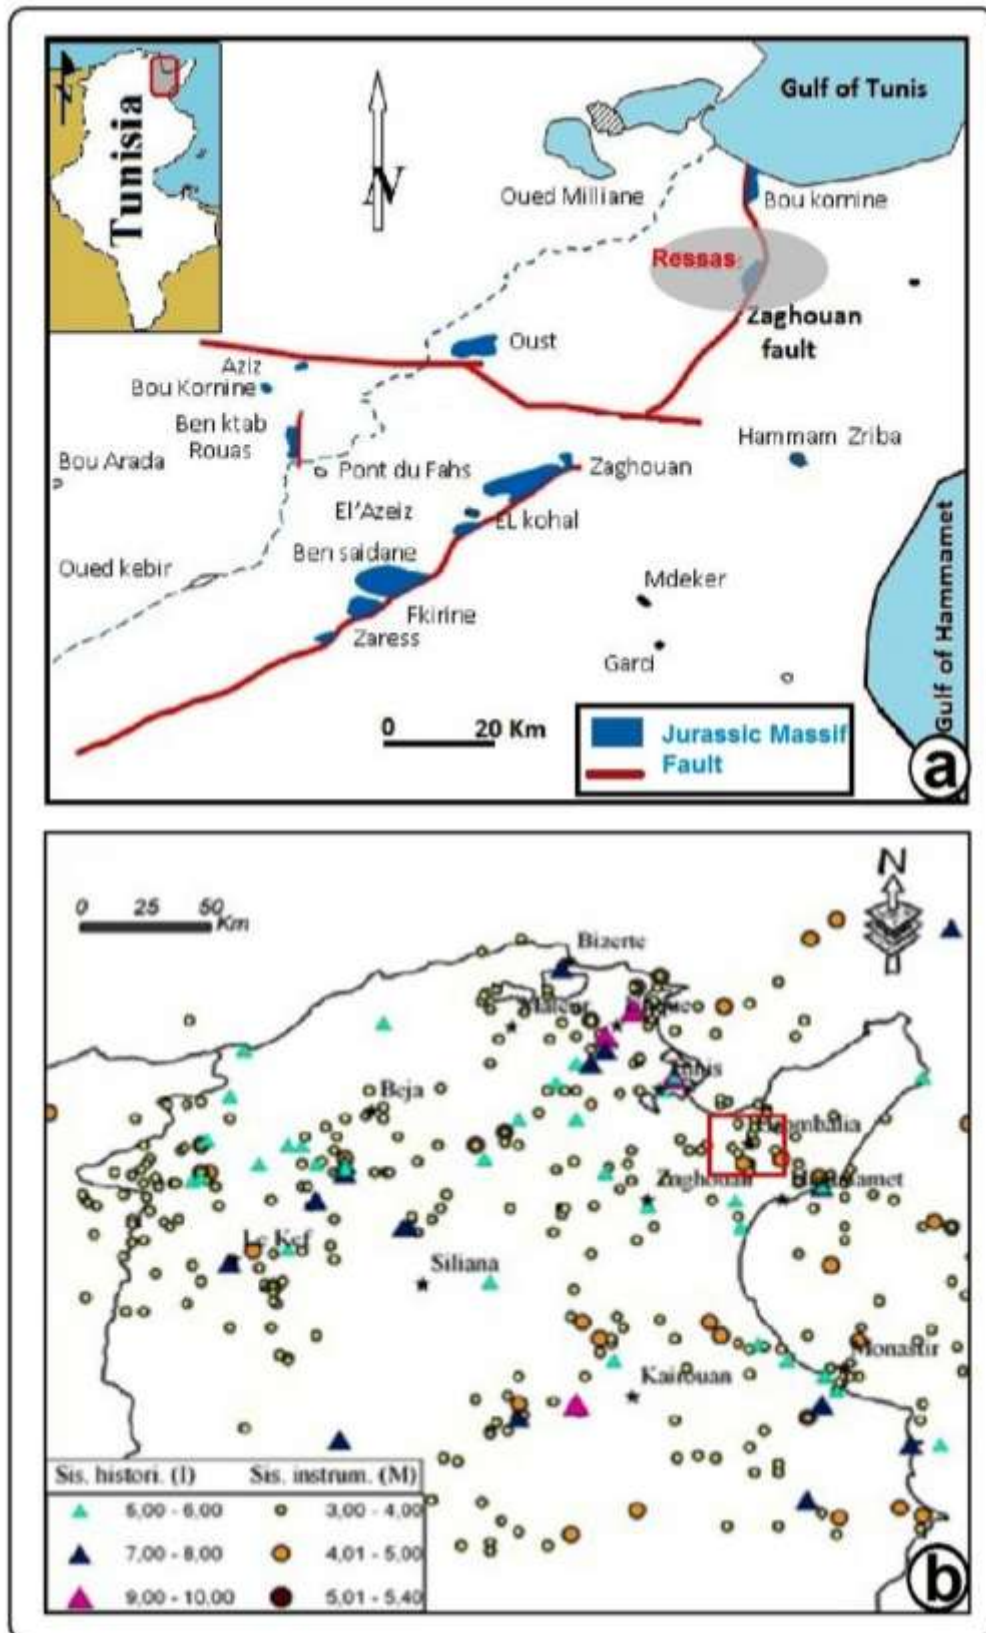 Tunisia
N
Gulf of Tunis
Oued Milliane
Bou kornine
Ressas
Zaghouan
fault
Oust
Aziz
Bou Kornine
Ben ktab
Rouas
Hammam Zriba
Bou Arada
Pont du Fahs
Zaghouan
El'Azeiz
EL kohal
Ben saidane
Oued kebir
Mdeker
Fkirine
Zaress
Garci
Gulf of Hammamet
0 20 Km
Jurassic Massif
Fault
a
N
0 25 50
Km
Bizerte
Mateur
Tunis
Beja
Grombalia
Zaghouan
Hammamet
Le Kef
Siliana
Monastir
Kairouan
Sis. histori. (I) Sis. instrum. (M)
5,00 - 6,00 3,00 - 4,00
7,00 - 8,00 4,01 - 5,00
9,00 - 10,00 5,01 - 5,40
b